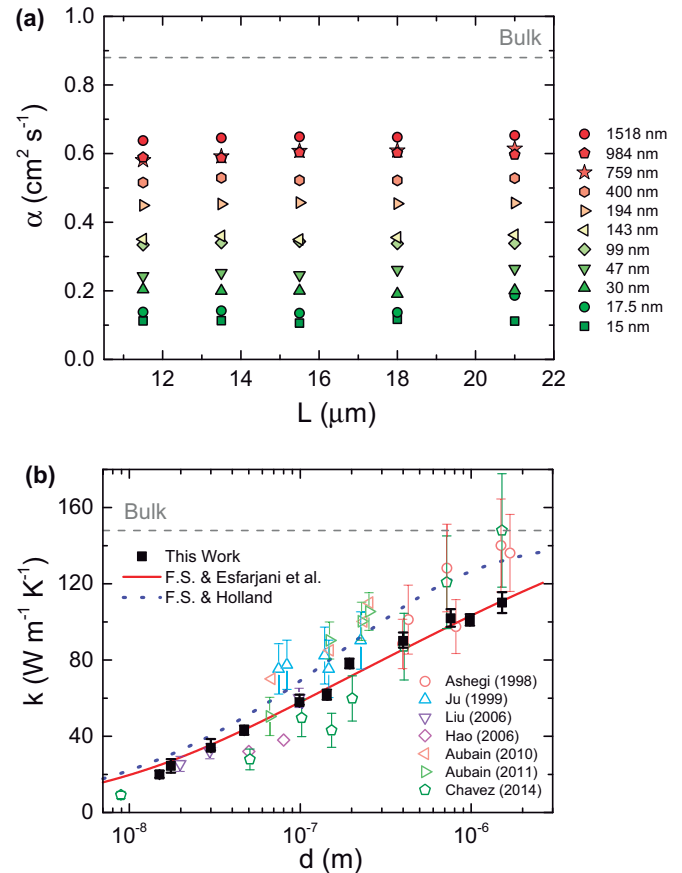 (a)
1.0
0.8
0.6
0.4
0.2
0.0
α (cm² s⁻¹)
Bulk
1518 nm
984 nm
759 nm
400 nm
194 nm
143 nm
99 nm
47 nm
30 nm
17.5 nm
15 nm
12 14 16 18 20 22
L (μm)
(b)
160
120
80
40
0
k (W m⁻¹ K⁻¹)
Bulk
This Work
F.S. & Esfarjani et al.
F.S. & Holland
Ashegi (1998)
Ju (1999)
Liu (2006)
Hao (2006)
Aubain (2010)
Aubain (2011)
Chavez (2014)
10⁻⁸ 10⁻⁷ 10⁻⁶
d (m)